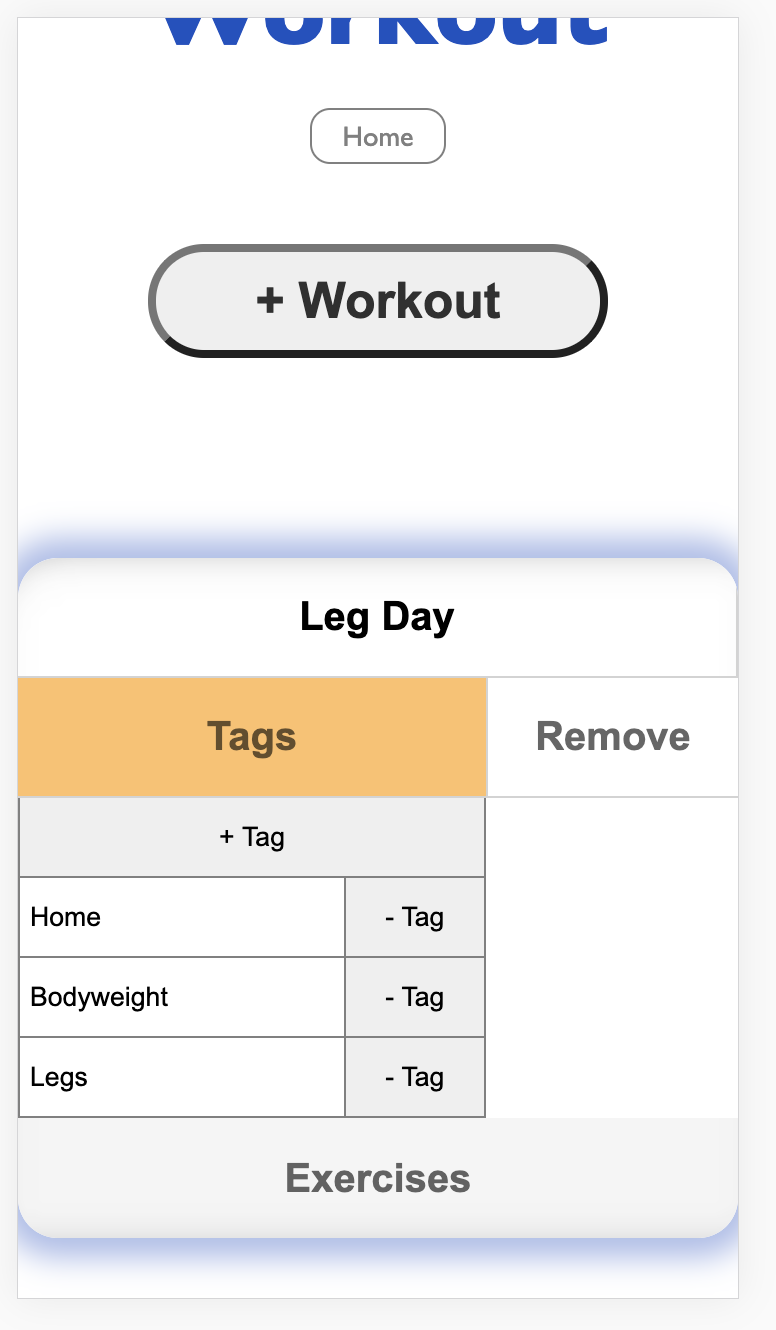 Workout
Home
+ Workout
Leg Day
Tags
Remove
+ Tag
Home
- Tag
Bodyweight
- Tag
Legs
- Tag
Exercises